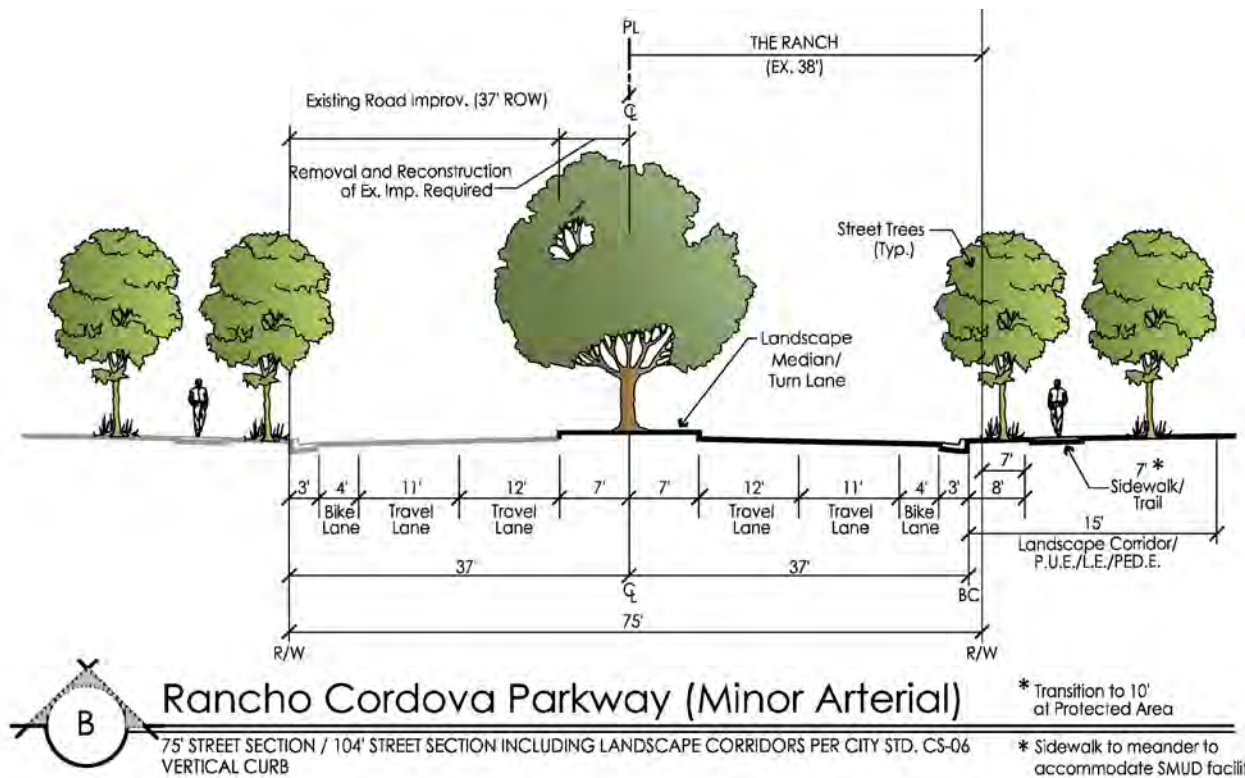 PL
THE RANCH
(EX. 38')
Existing Road Improv. (37' ROW)
℄
Removal and Reconstruction
of Ex. Imp. Required
Street Trees
(Typ.)
Landscape
Median/
Turn Lane
3'
4'
Bike
Lane
11'
Travel
Lane
12'
Travel
Lane
7'
7'
12'
Travel
Lane
11'
Travel
Lane
4'
Bike
Lane
3'
7'
8'
7' *
Sidewalk/
Trail
15'
Landscape Corridor/
P.U.E./L.E./PED.E.
37'
37'
℄
BC
75'
R/W
R/W
B
Rancho Cordova Parkway (Minor Arterial)
75' STREET SECTION / 104' STREET SECTION INCLUDING LANDSCAPE CORRIDORS PER CITY STD. CS-06
VERTICAL CURB
* Transition to 10'
at Protected Area
* Sidewalk to meander to
accommodate SMUD